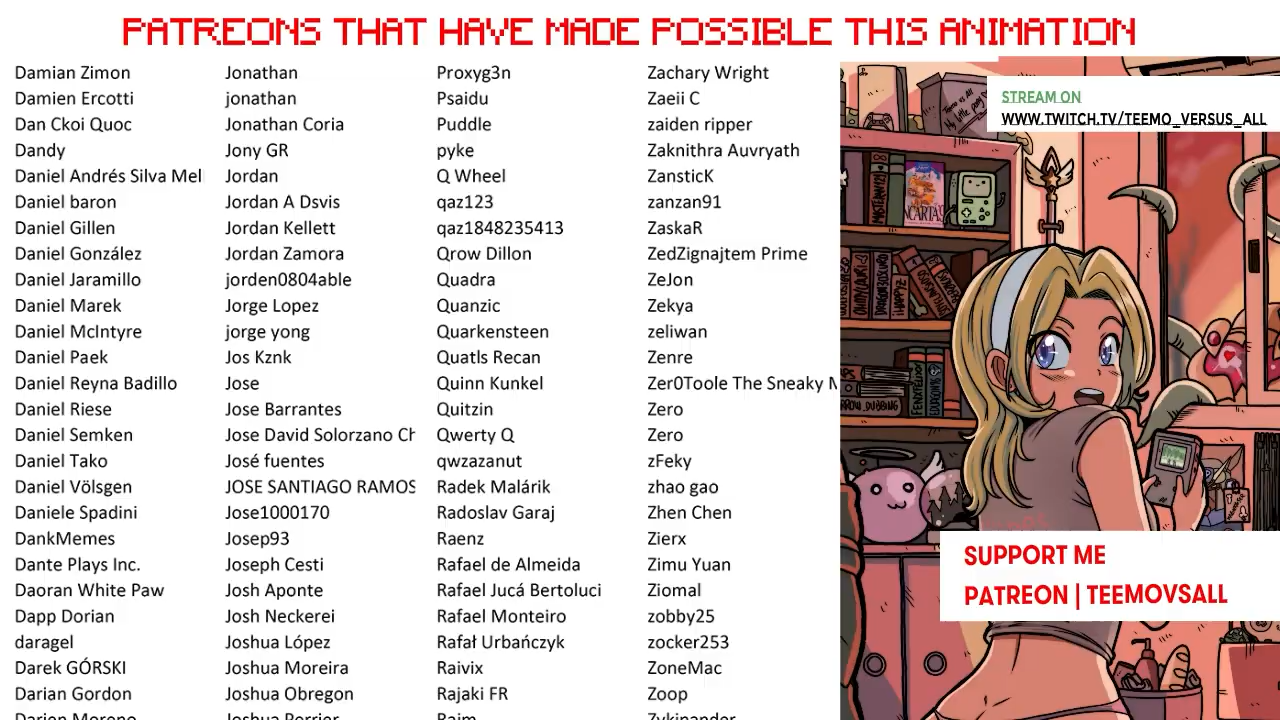 PATREONS THAT HAVE MADE POSSIBLE THIS ANIMATION
Damian Zimon
Damien Ercotti
Dan Ckoi Quoc
Dandy
Daniel Andrés Silva Mel
Daniel baron
Daniel Gillen
Daniel González
Daniel Jaramillo
Daniel Marek
Daniel McIntyre
Daniel Paek
Daniel Reyna Badillo
Daniel Riese
Daniel Semken
Daniel Tako
Daniel Völsgen
Daniele Spadini
DankMemes
Dante Plays Inc.
Daoran White Paw
Dapp Dorian
daragel
Darek GÓRSKI
Darian Gordon
Darien Moreno
Jonathan
jonathan
Jonathan Coria
Jony GR
Jordan
Jordan A Dsvis
Jordan Kellett
Jordan Zamora
jorden0804able
Jorge Lopez
jorge yong
Jos Kznk
Jose
Jose Barrantes
Jose David Solorzano Ch
José fuentes
JOSE SANTIAGO RAMOS
Jose1000170
Josep93
Joseph Cesti
Josh Aponte
Josh Neckerei
Joshua López
Joshua Moreira
Joshua Obregon
Joshua Perrier
Proxyg3n
Psaidu
Puddle
pyke
Q Wheel
qaz123
qaz1848235413
Qrow Dillon
Quadra
Quanzic
Quarkensteen
Quatls Recan
Quinn Kunkel
Quitzin
Qwerty Q
qwzazanut
Radek Malárik
Radoslav Garaj
Raenz
Rafael de Almeida
Rafael Jucá Bertoluci
Rafael Monteiro
Rafał Urbańczyk
Raivix
Rajaki FR
Raim
Zachary Wright
Zaeii C
zaiden ripper
Zaknithra Auvryath
ZansticK
zanzan91
ZaskaR
ZedZignajtem Prime
ZeJon
Zekya
zeliwan
Zenre
Zer0Toole The Sneaky M
Zero
Zero
zFeky
zhao gao
Zhen Chen
Zierx
Zimu Yuan
Ziomal
zobby25
zocker253
ZoneMac
Zoop
Zykinander
STREAM ON
WWW.TWITCH.TV/TEEMO_VERSUS_ALL
SUPPORT ME
PATREON | TEEMOVSALL